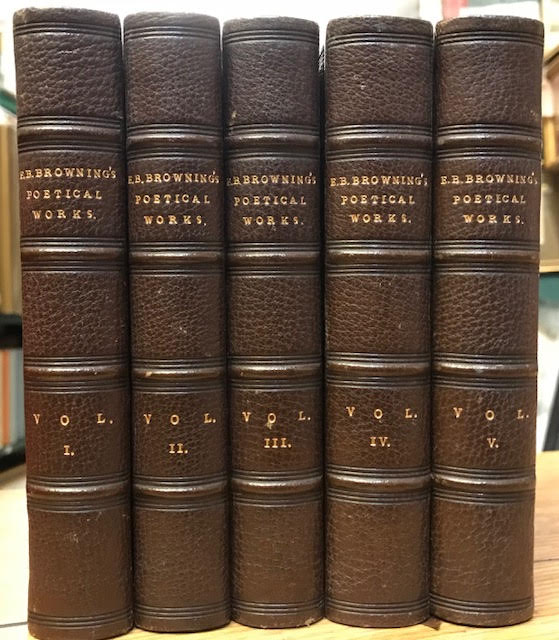 E.B.BROWNING'S
POETICAL
WORKS.
VOL.
I.
E.B.BROWNING'S
POETICAL
WORKS.
VOL.
II.
E.B.BROWNING'S
POETICAL
WORKS.
VOL.
III.
E.B.BROWNING'S
POETICAL
WORKS.
VOL.
IV.
E.B.BROWNING'S
POETICAL
WORKS.
VOL.
V.